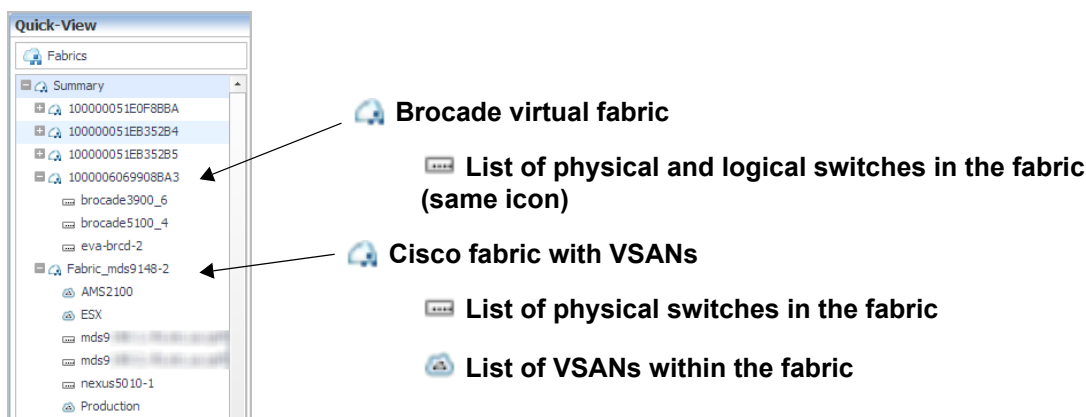 Quick-View
Fabrics
Summary
100000051E0F8BBA
100000051EB352B4
100000051EB352B5
1000006069908BA3
brocade3900_6
brocade5100_4
eva-brcd-2
Fabric_mds9148-2
AMS2100
ESX
mds9
mds9
nexus5010-1
Production
Brocade virtual fabric
List of physical and logical switches in the fabric
(same icon)
Cisco fabric with VSANs
List of physical switches in the fabric
List of VSANs within the fabric